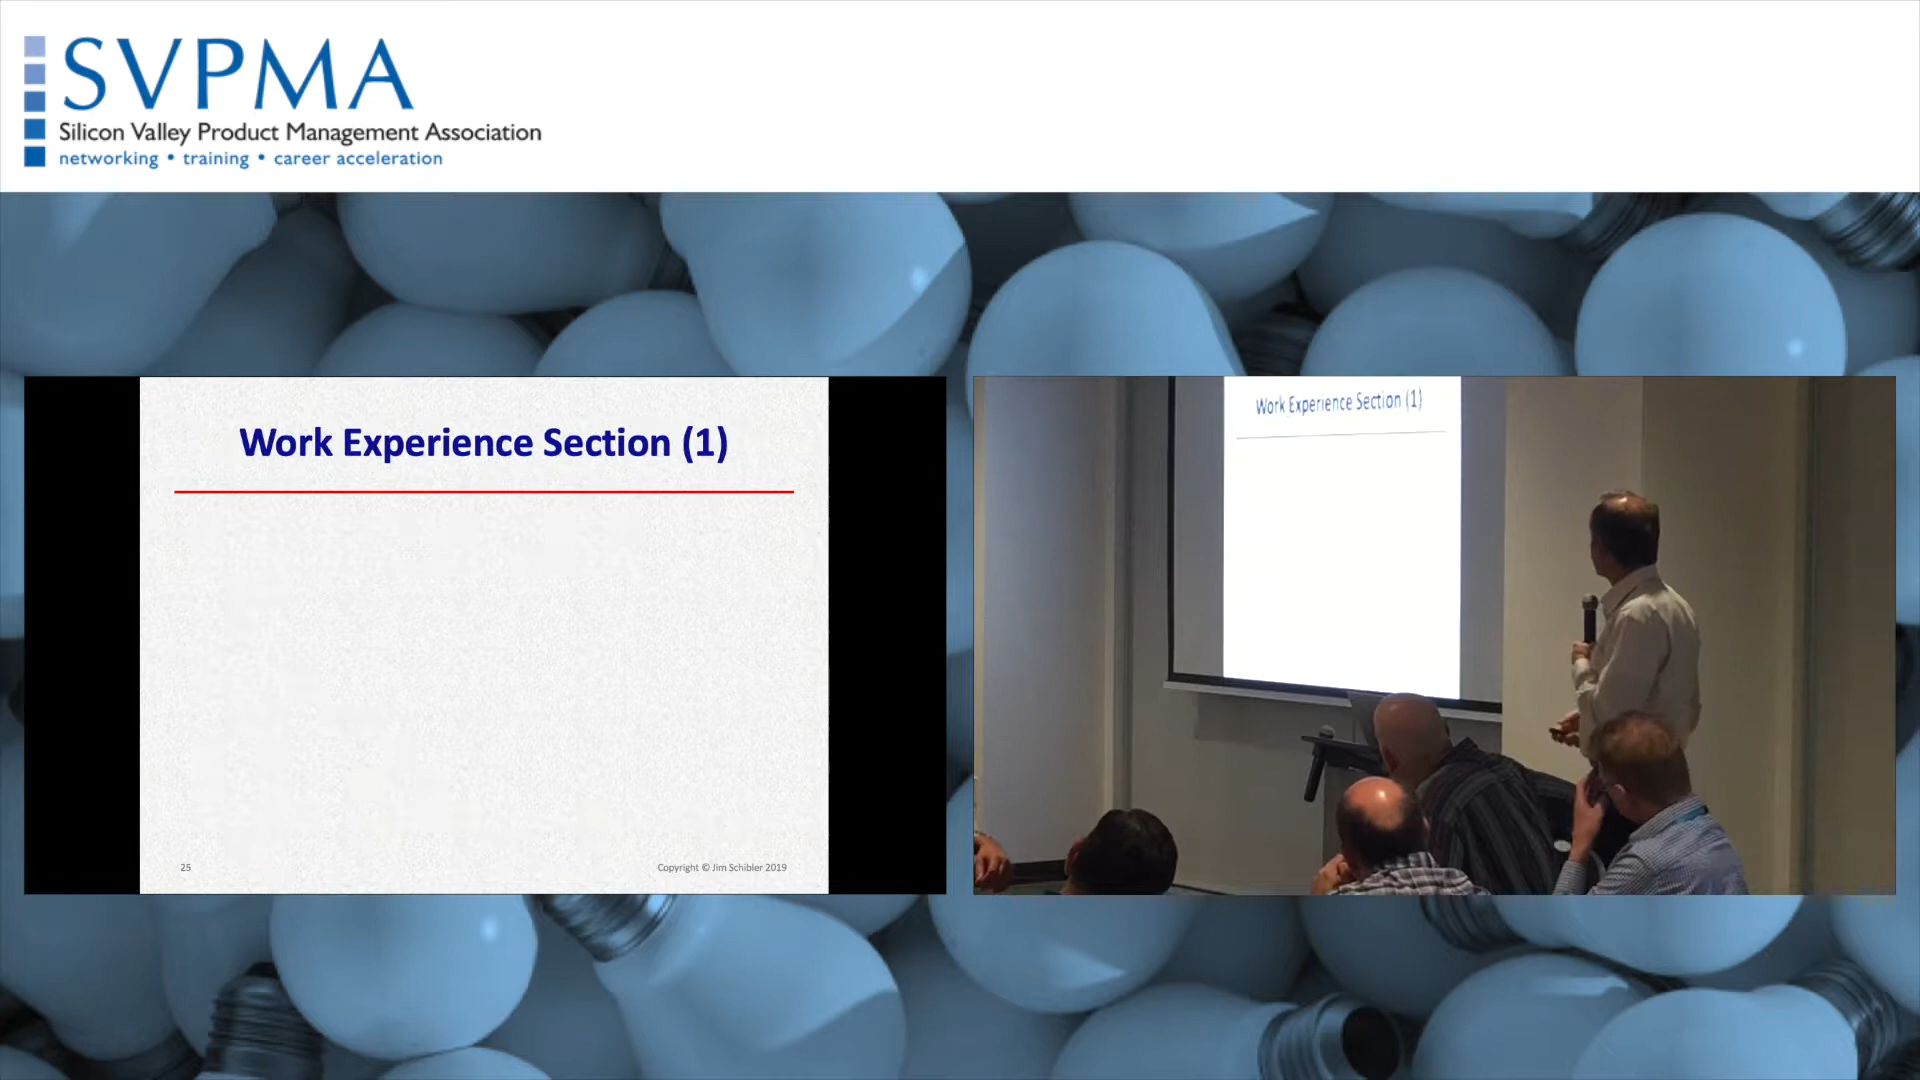 SVPMA
Silicon Valley Product Management Association
networking • training • career acceleration
Work Experience Section (1)
25
Copyright © Jim Schibler 2019
Work Experience Section (1)